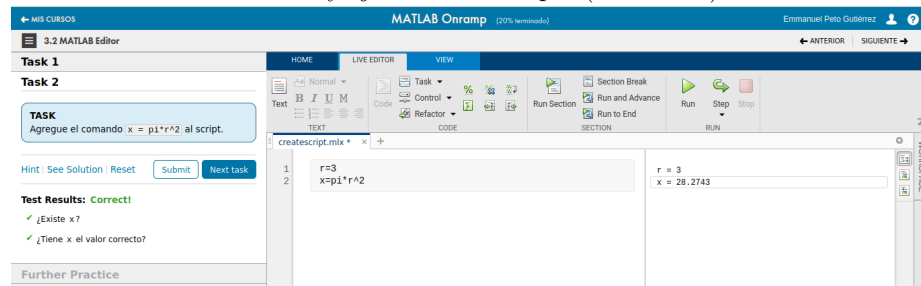 ← MIS CURSOS
MATLAB Onramp (20% terminado)
Emmanuel Peto Gutiérrez
3.2 MATLAB Editor
← ANTERIOR
SIGUIENTE →
Task 1
Task 2
TASK
Agregue el comando x = pi*r^2 al script.
Hint | See Solution | Reset
Submit
Next task
Test Results: Correct!
✔ ¿Existe x?
✔ ¿Tiene x el valor correcto?
Further Practice
HOME
LIVE EDITOR
VIEW
Text
Aa Normal
B I U M
TEXT
Code
Task
Control
Refactor
CODE
Run Section
Section Break
Run and Advance
Run to End
SECTION
Run
Step
Stop
RUN
createscript.mlx * × +
1 r=3
2 x=pi*r^2
r = 3
x = 28.2743